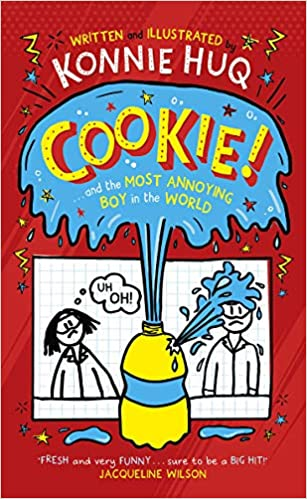 WRITTEN and ILLUSTRATED by
KONNIE HUQ
COOKIE!
...and the MOST ANNOYING
BOY in the WORLD
UH
OH!
"FRESH and very FUNNY... sure to be a BIG HIT!"
JACQUELINE WILSON